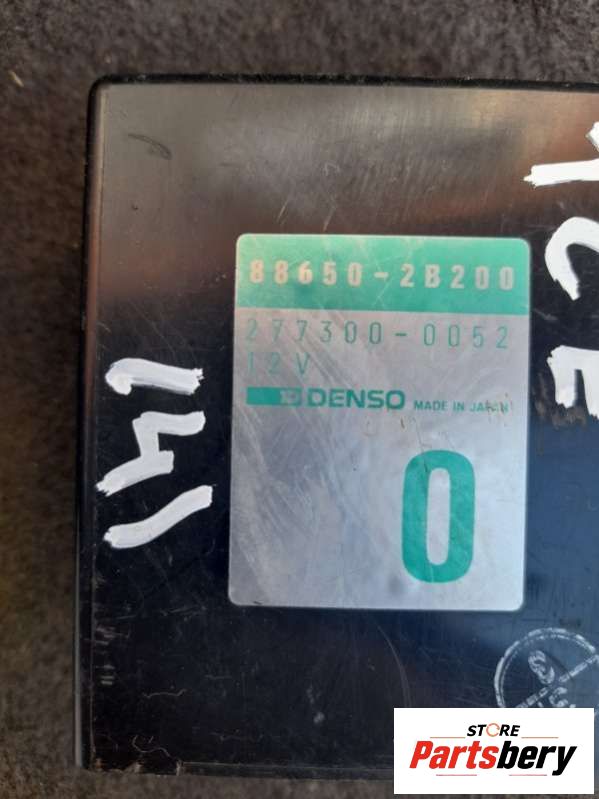 88650-2B200
277300-0052
12V
DENSO MADE IN JAPAN
0
STORE
Partsbery